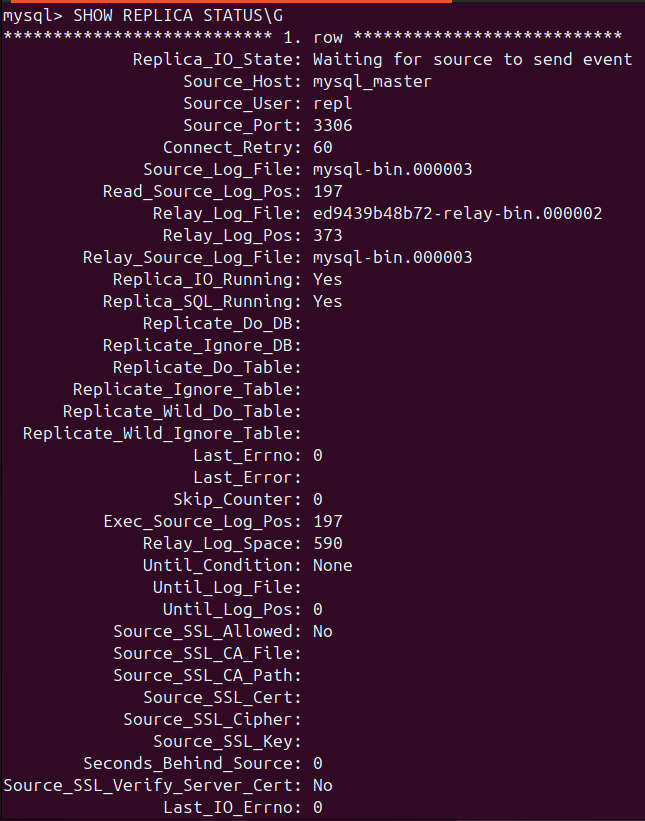 mysql> SHOW REPLICA STATUS\G
*************************** 1. row ***************************
Replica_IO_State: Waiting for source to send event
Source_Host: mysql_master
Source_User: repl
Source_Port: 3306
Connect_Retry: 60
Source_Log_File: mysql-bin.000003
Read_Source_Log_Pos: 197
Relay_Log_File: ed9439b48b72-relay-bin.000002
Relay_Log_Pos: 373
Relay_Source_Log_File: mysql-bin.000003
Replica_IO_Running: Yes
Replica_SQL_Running: Yes
Replicate_Do_DB:
Replicate_Ignore_DB:
Replicate_Do_Table:
Replicate_Ignore_Table:
Replicate_Wild_Do_Table:
Replicate_Wild_Ignore_Table:
Last_Errno: 0
Last_Error:
Skip_Counter: 0
Exec_Source_Log_Pos: 197
Relay_Log_Space: 590
Until_Condition: None
Until_Log_File:
Until_Log_Pos: 0
Source_SSL_Allowed: No
Source_SSL_CA_File:
Source_SSL_CA_Path:
Source_SSL_Cert:
Source_SSL_Cipher:
Source_SSL_Key:
Seconds_Behind_Source: 0
Source_SSL_Verify_Server_Cert: No
Last_IO_Errno: 0